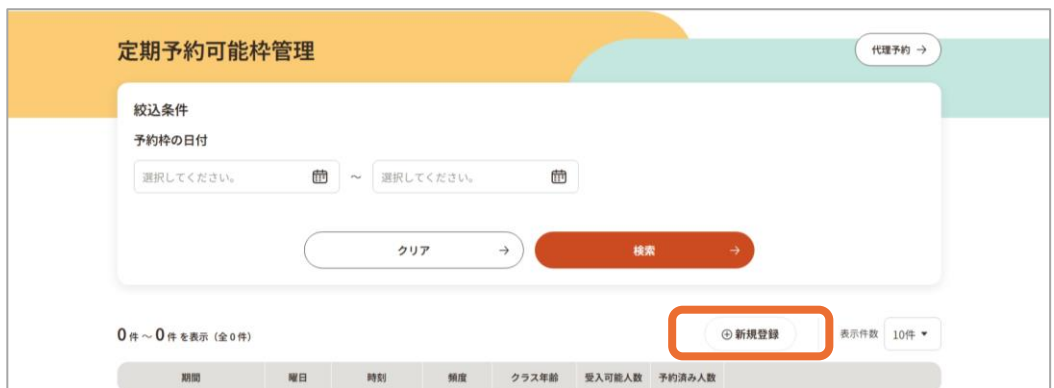 定期予約可能枠管理
代理予約 →
絞込条件
予約枠の日付
選択してください。 ～ 選択してください。
クリア → 検索 →
0件～0件を表示（全0件） 新規登録 表示件数 10件
期間 曜日 時刻 頻度 クラス年齢 受入可能人数 予約済み人数